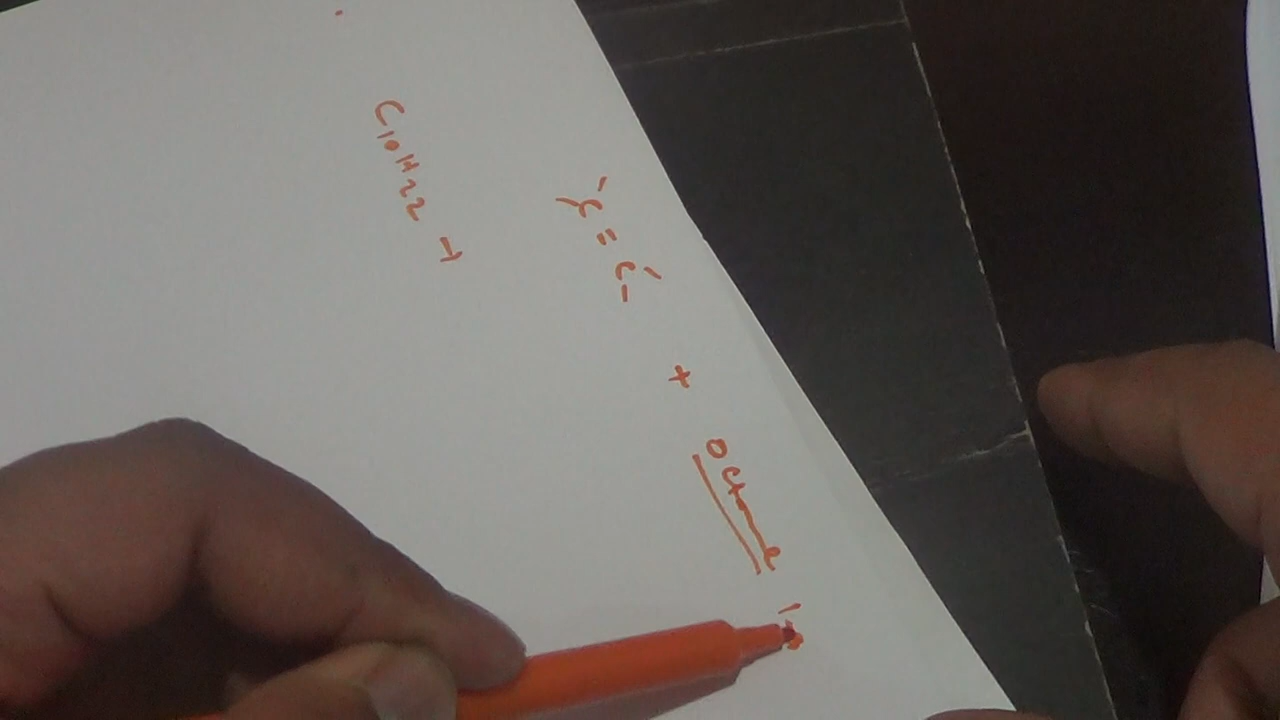 C=C + Octane
C10H22 →